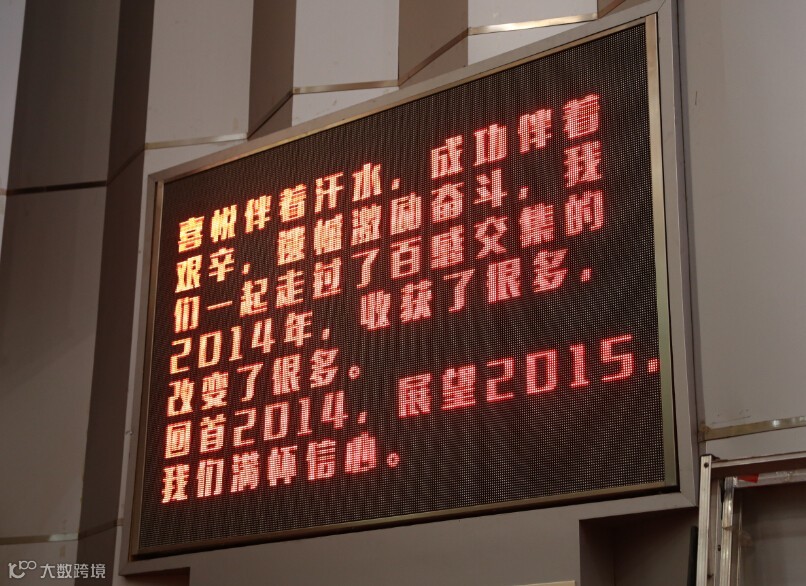 喜悦伴着汗水，成功伴着
艰辛，遗憾激励奋斗，我
们一起走过了百感交集的
2014年，收获了很多，
改变了很多。
回首2014，展望2015，
我们满怀信心。
大数跨境